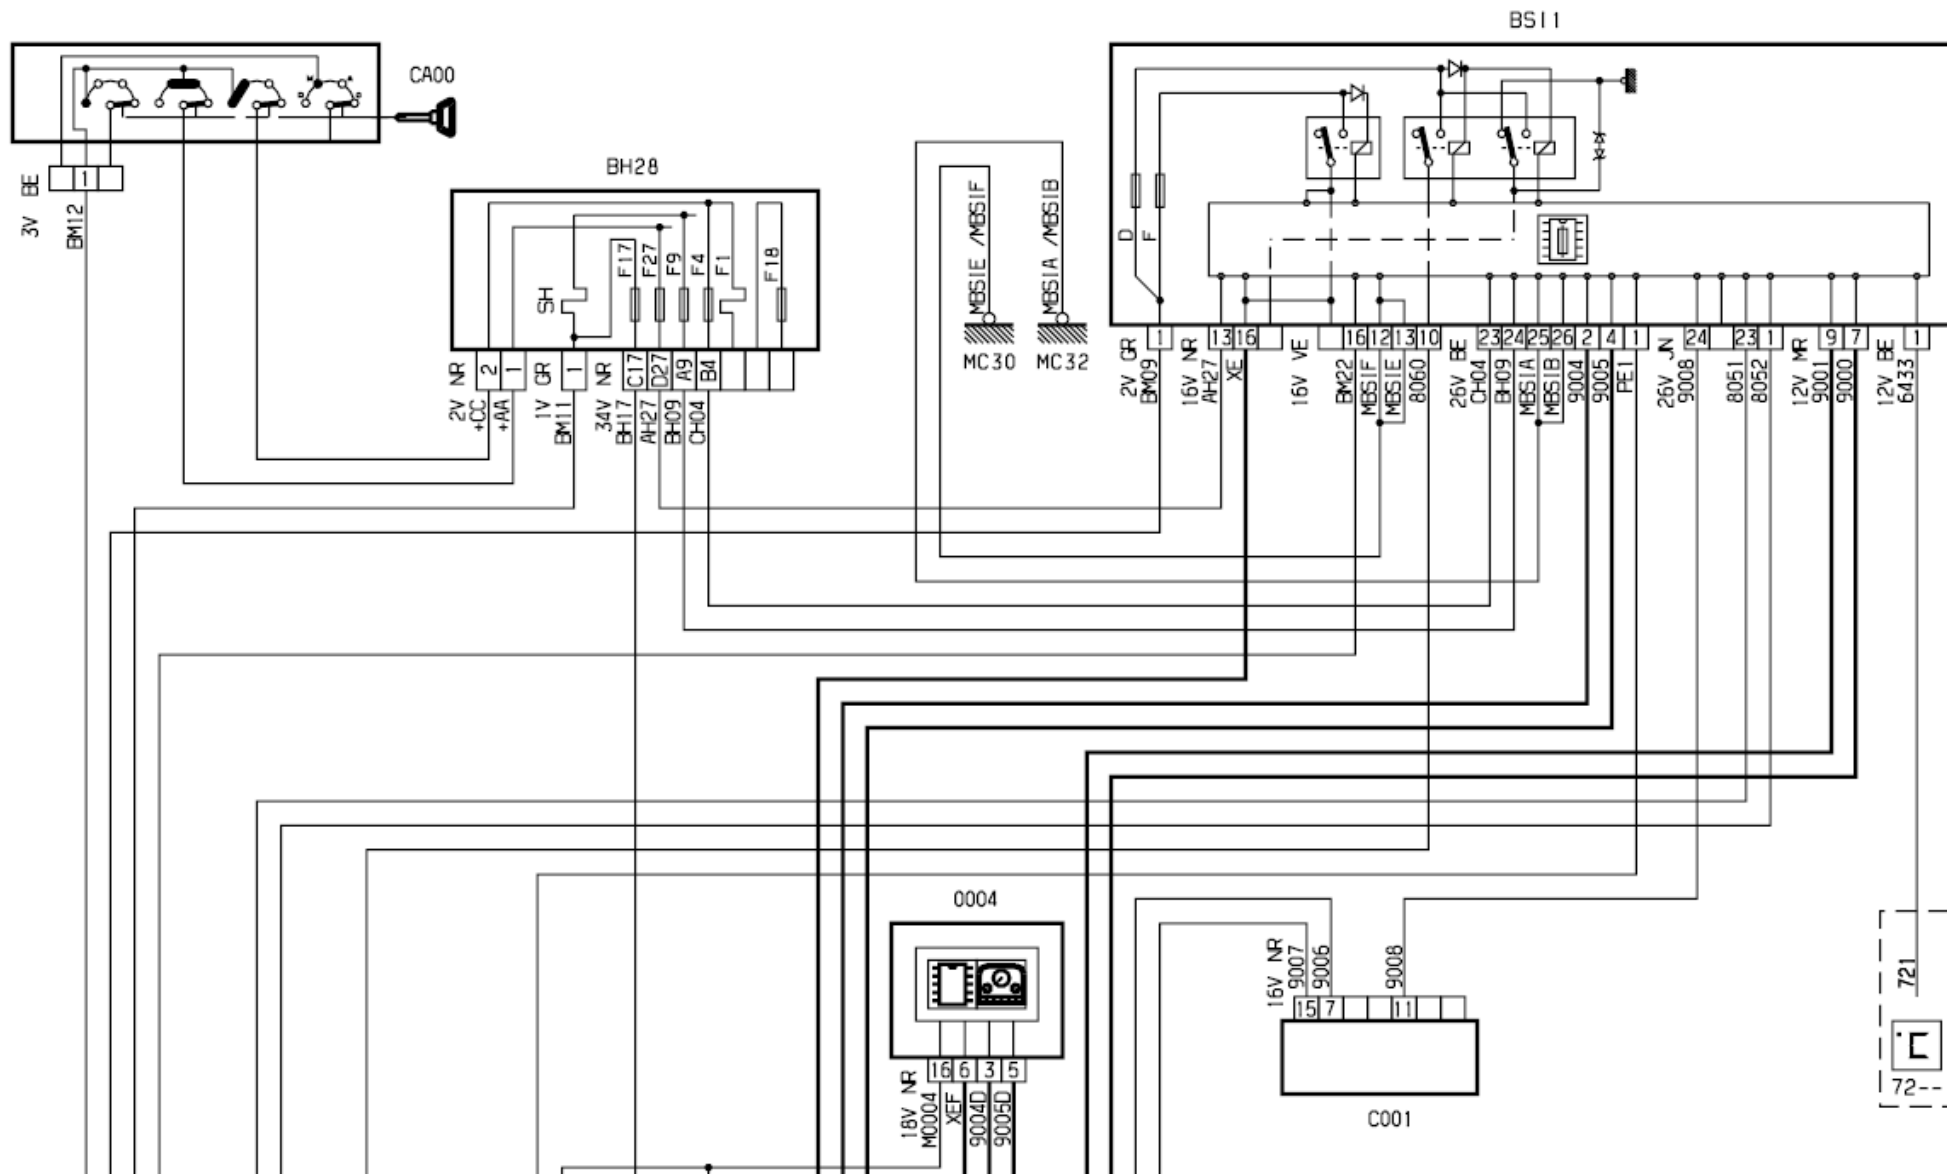 BSI1
CA00
3V BE
1
BM12
BH28
SH
F17
F27
F9
F4
F1
F18
2V NR
2
+CC
1
+AA
1V GR
1
BM11
34V NR
C17
BH17
D27
AH27
A9
BH09
B4
CH04
MBSIE /MBSIF
MC30
MBSIA /MBSIB
MC32
D
F
2V GR
1
BM09
16V NR
13
AH27
16
XE
16V VE
16
BM22
12
MBSIF
13
MBSIE
10
8060
26V BE
23
CH04
24
BH09
25
MBSIA
26
MBSIB
2
9004
4
9005
1
PE1
26V JN
24
9008
23
8051
1
8052
12V MR
9
9001
7
9000
12V BE
1
6433
0004
16 6 3 5
18V NR
M0004
XEF
9004D
9005D
16V NR
9007
9006
9008
15 7 11
C001
721
72--